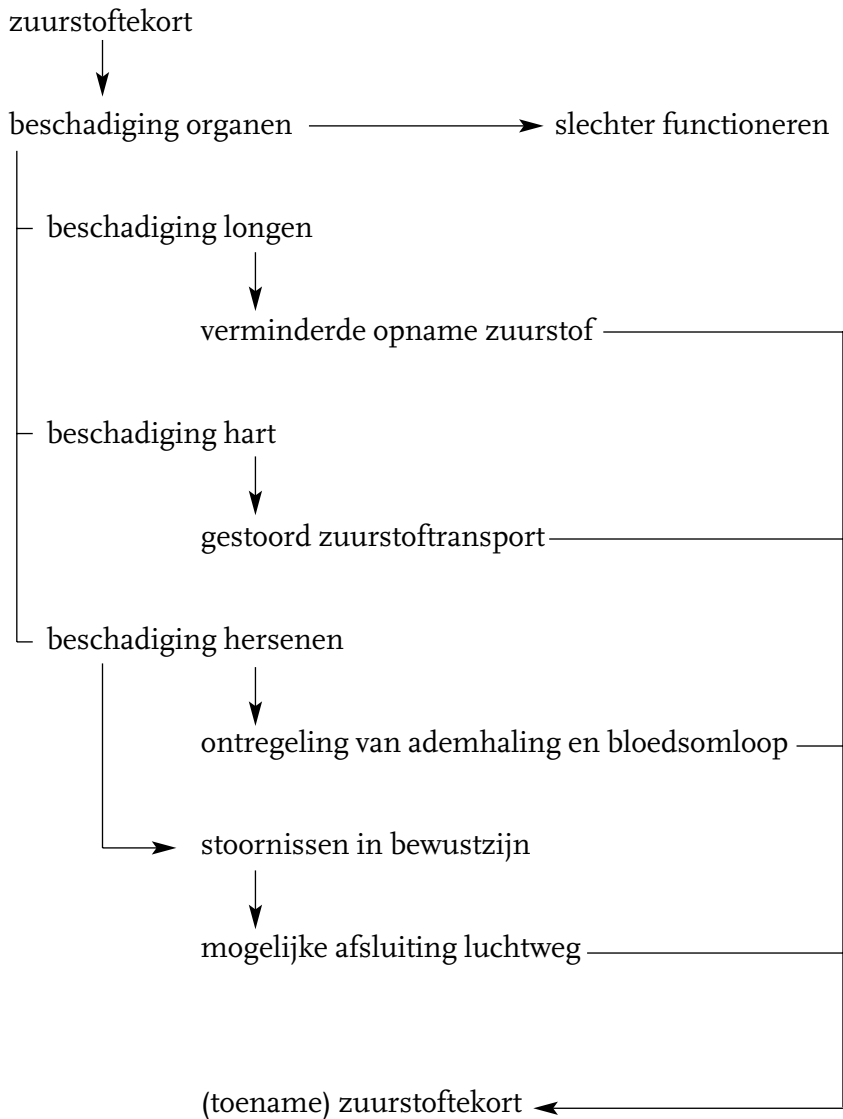 zuurstoftekort
beschadiging organen slechter functioneren
beschadiging longen
verminderde opname zuurstof
beschadiging hart
gestoord zuurstoftransport
beschadiging hersenen
ontregeling van ademhaling en bloedsomloop
stoornissen in bewustzijn
mogelijke afsluiting luchtweg
(toename) zuurstoftekort